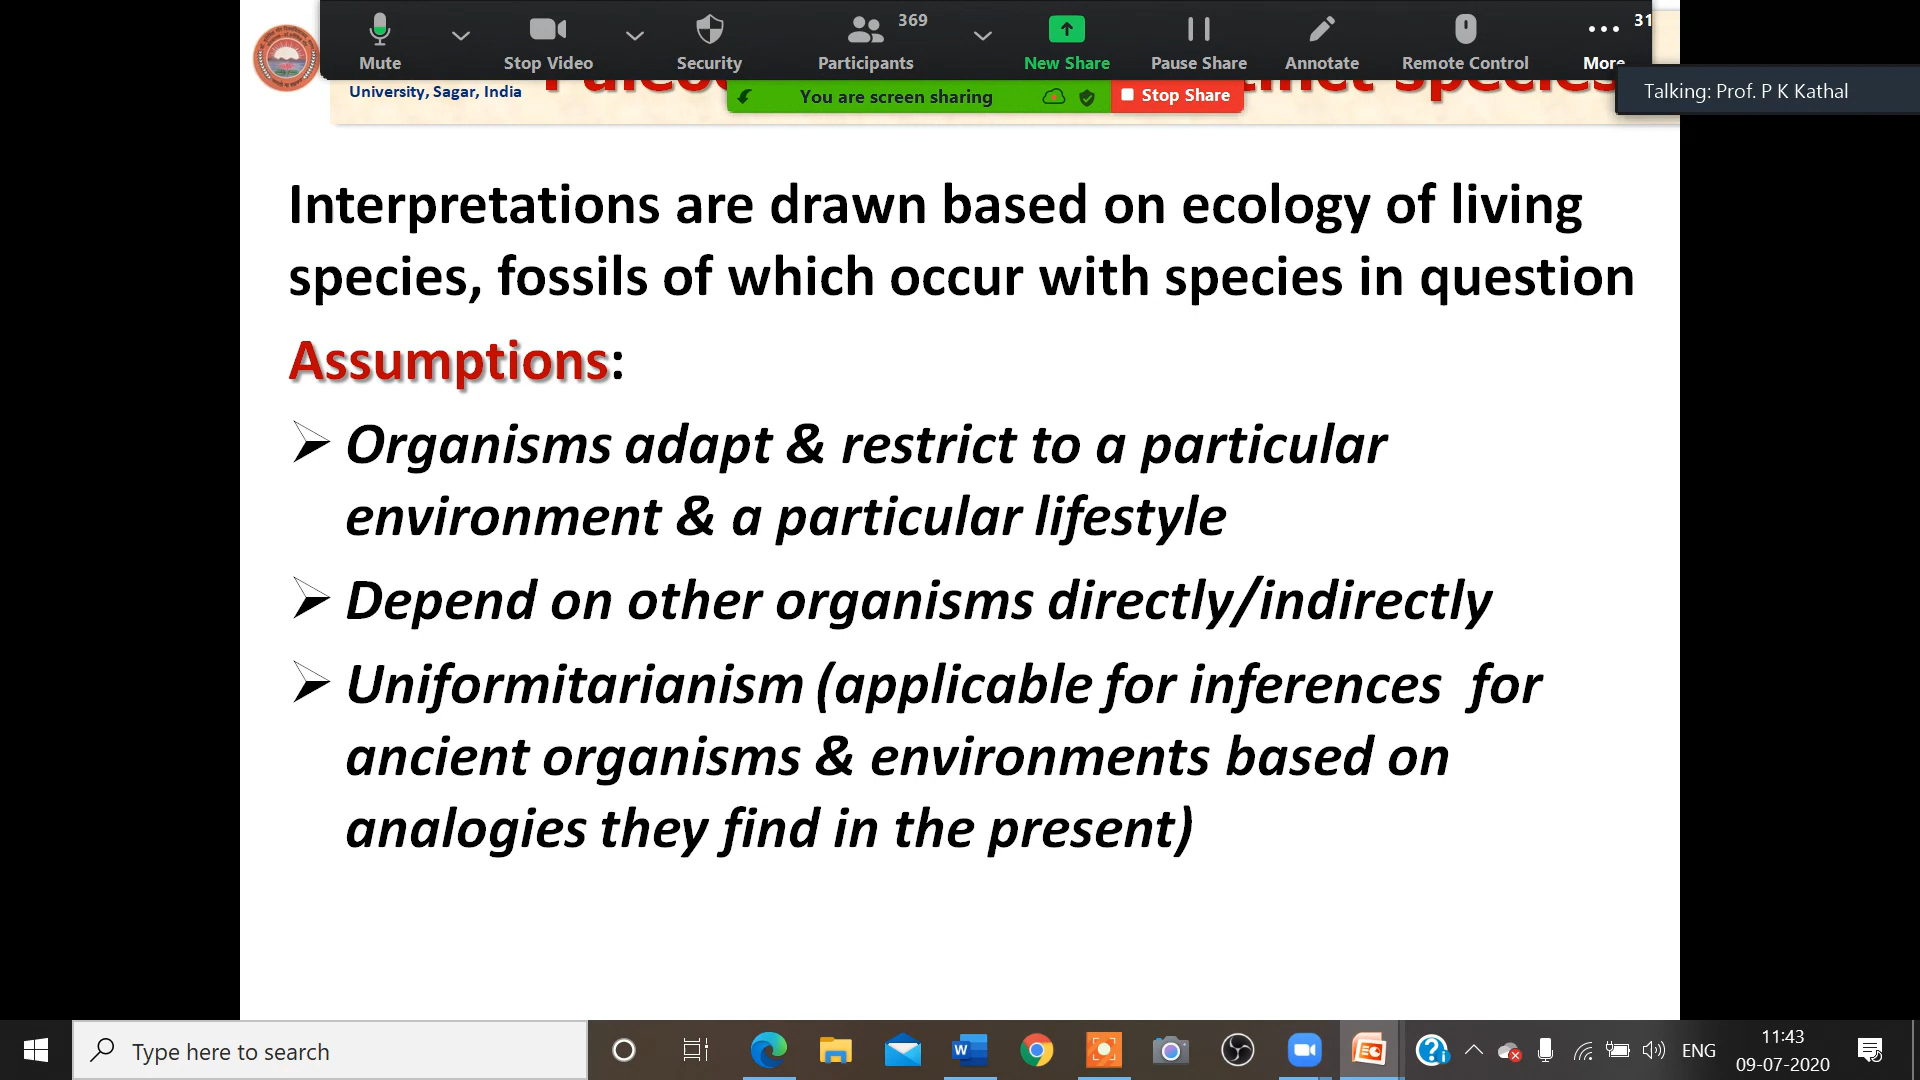 Mute
Stop Video
Security
Participants
369
New Share
Pause Share
Annotate
Remote Control
More
31
Talking: Prof. P K Kathal
You are screen sharing
Stop Share
University, Sagar, India
species
Interpretations are drawn based on ecology of living
species, fossils of which occur with species in question
Assumptions:
Organisms adapt & restrict to a particular
environment & a particular lifestyle
Depend on other organisms directly/indirectly
Uniformitarianism (applicable for inferences for
ancient organisms & environments based on
analogies they find in the present)
Type here to search
ENG
11:43
09-07-2020